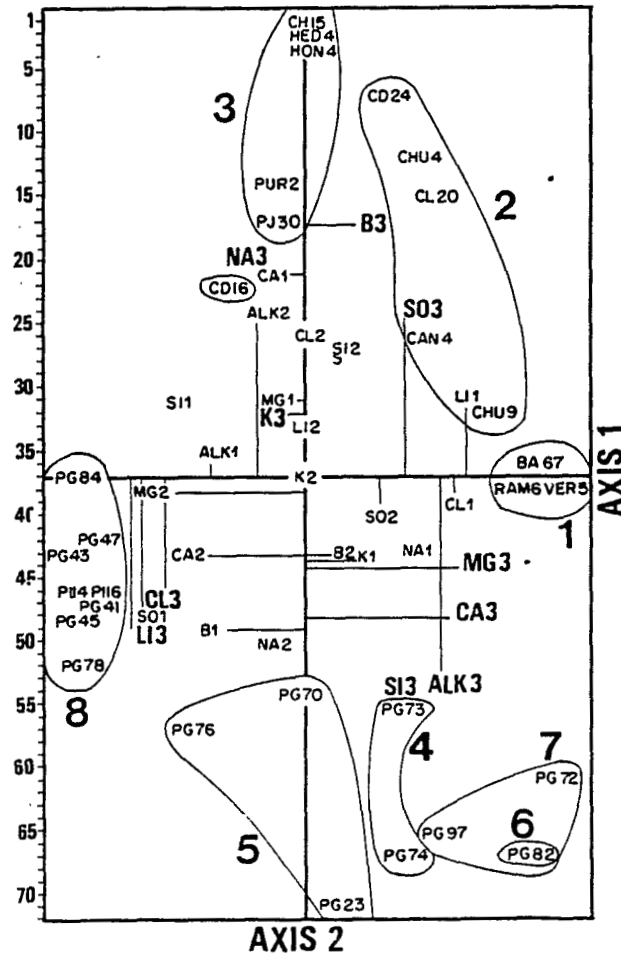 1
CH15
HED4
HON4
5
CD24
3
10
CHU4
PUR2
15
CL20
2
PJ30
B3
NA3
20
CA1
CD16
ALK2
SO3
25
CL2
CAN4
SI2
S
30
SI1
MG1
LI1
K3
CHU9
LI2
35
ALK1
BA67
AXIS 1
PG84
K2
MG2
RAM6 VER5
40
SO2
CL1
1
PG47
PG43
CA2
B2
NA1
MG3
45
PG41
CL3
CA3
PG45
SO1
B1
LI3
50
NA2
PG78
8
PG70
SI3
ALK3
55
PG73
PG76
4
7
60
PG72
65
5
PG97
6
PG74
PG82
70
PG23
AXIS 2